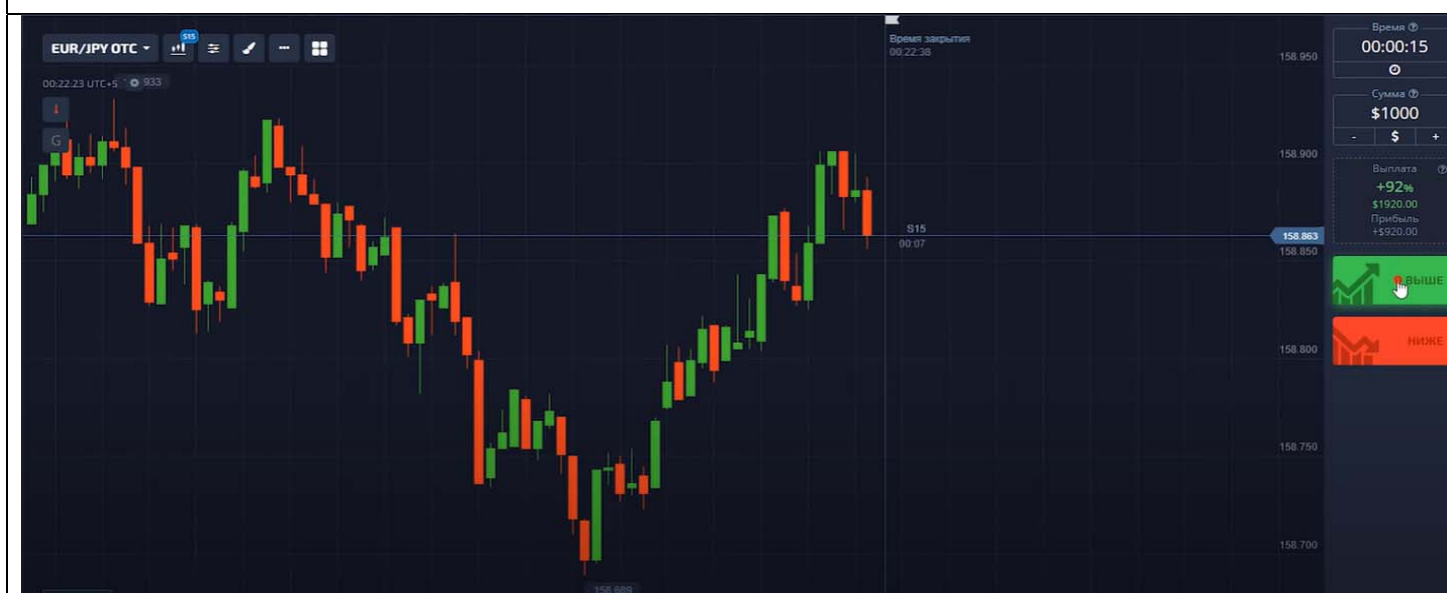 EUR/JPY OTC
S15
00:22:23 UTC+5
933
G
Время закрытия
00:22:38
158.950
158.900
158.863
158.850
158.800
158.750
158.700
S15
00:07
158.689
Время
00:00:15
Сумма
$1000
- $ +
Выплата
+92%
$1920.00
Прибыль
+$920.00
ВЫШЕ
НИЖЕ